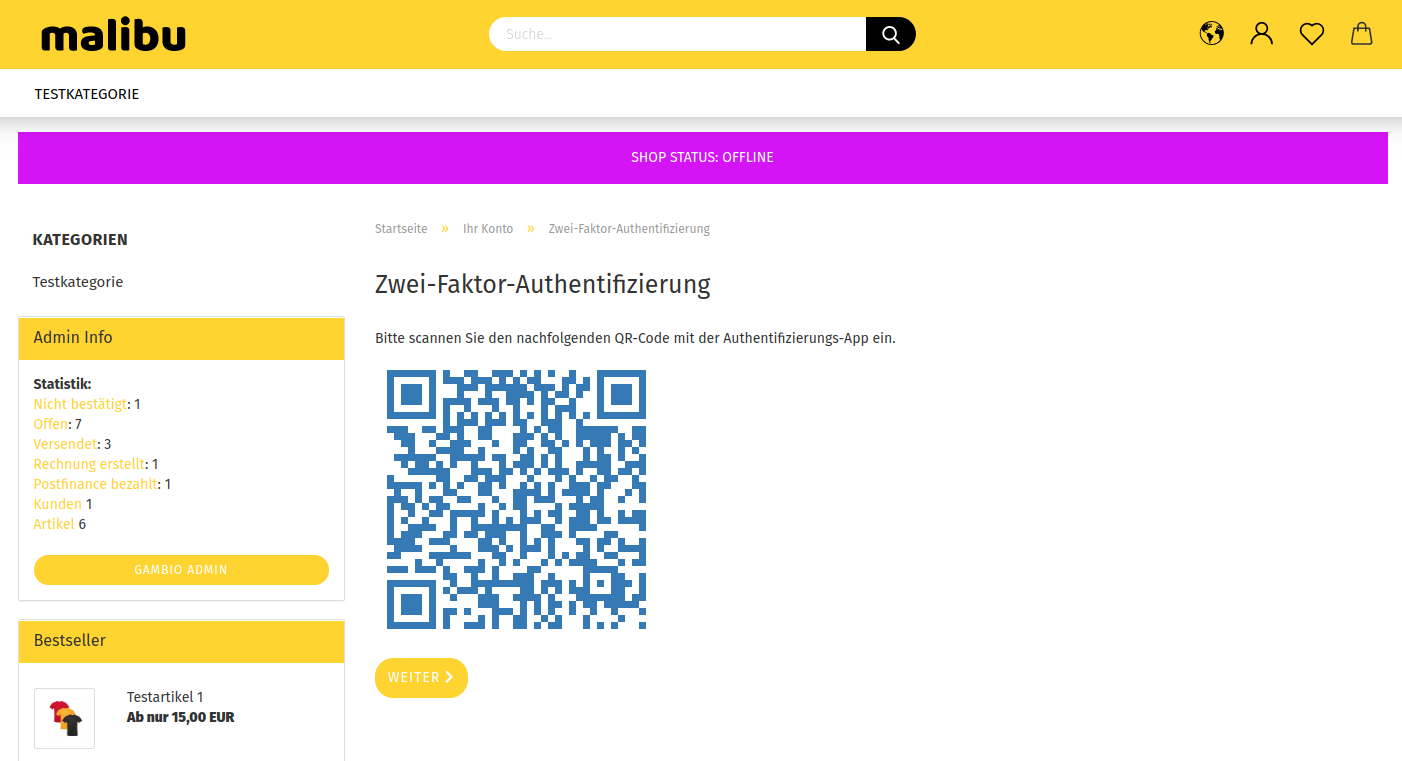 malibu
Suche...
TESTKATEGORIE
SHOP STATUS: OFFLINE
KATEGORIEN
Testkategorie
Admin Info
Statistik:
Nicht bestätigt: 1
Offen: 7
Versendet: 3
Rechnung erstellt: 1
Postfinance bezahlt: 1
Kunden 1
Artikel 6
GAMBIO ADMIN
Bestseller
Testartikel 1
Ab nur 15,00 EUR
Startseite » Ihr Konto » Zwei-Faktor-Authentifizierung
Zwei-Faktor-Authentifizierung
Bitte scannen Sie den nachfolgenden QR-Code mit der Authentifizierungs-App ein.
WEITER